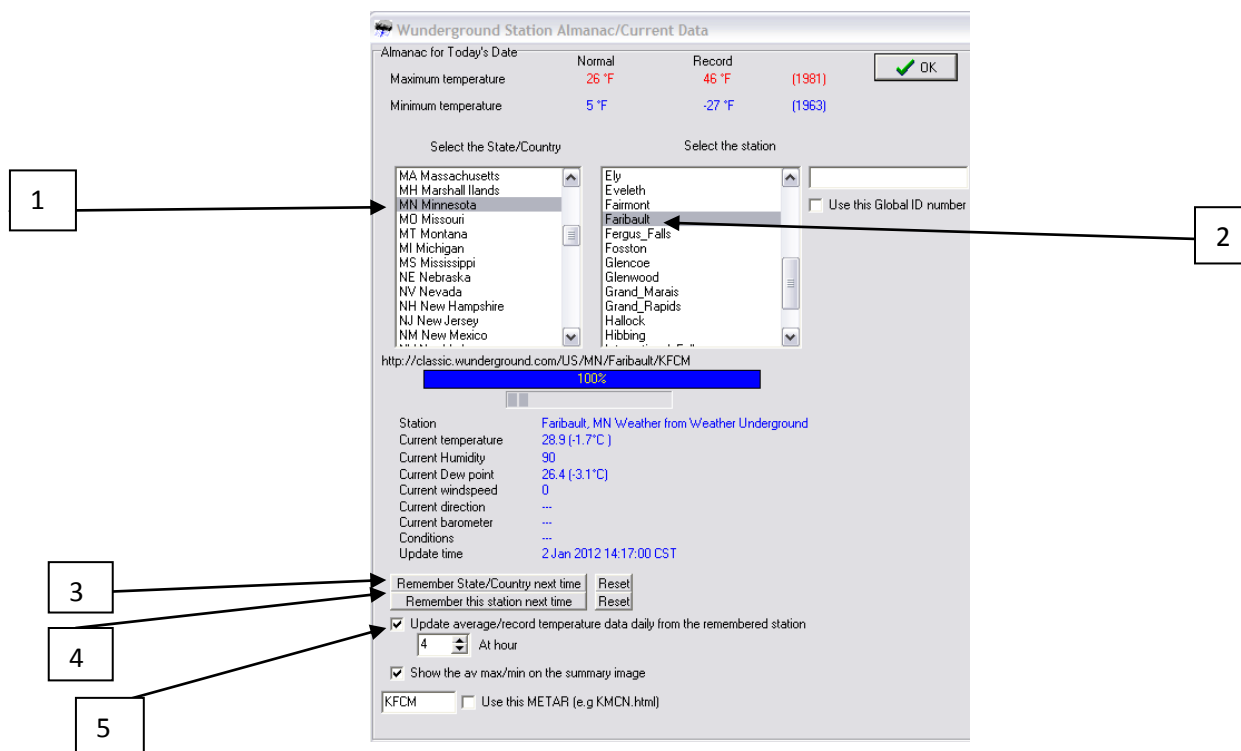 Wunderground Station Almanac/Current Data
Almanac for Today's Date
Normal Record
OK
Maximum temperature 26 °F 46 °F (1981)
Minimum temperature 5 °F -27 °F (1963)
Select the State/Country Select the station
MA Massachusetts
MH Marshall Ilands
MN Minnesota
MO Missouri
MT Montana
MI Michigan
MS Mississippi
NE Nebraska
NV Nevada
NH New Hampshire
NJ New Jersey
NM New Mexico
Ely
Eveleth
Fairmont
Faribault
Fergus_Falls
Fosston
Glencoe
Glenwood
Grand_Marais
Grand_Rapids
Hallock
Hibbing
Use this Global ID number
1
2
http://classic.wunderground.com/US/MN/Faribault/KFCM
100%
Station Faribault, MN Weather from Weather Underground
Current temperature 28.9 (-1.7°C )
Current Humidity 90
Current Dew point 26.4 (-3.1°C)
Current windspeed 0
Current direction ---
Current barometer ---
Conditions ---
Update time 2 Jan 2012 14:17:00 CST
3
Remember State/Country next time Reset
Remember this station next time Reset
4
Update average/record temperature data daily from the remembered station
4 At hour
Show the av max/min on the summary image
5
KFCM Use this METAR (e.g KMCN.html)